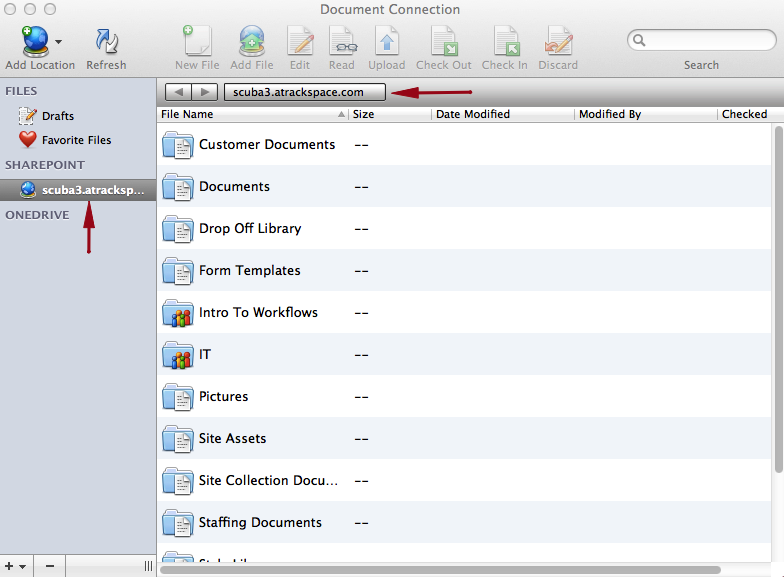 Document Connection
Add Location Refresh New File Add File Edit Read Upload Check Out Check In Discard Search
FILES
Drafts
Favorite Files
SHAREPOINT
scuba3.atracksp...
ONEDRIVE
scuba3.atrackspace.com
File Name Size Date Modified Modified By Checked
Customer Documents --
Documents --
Drop Off Library --
Form Templates --
Intro To Workflows --
IT --
Pictures --
Site Assets --
Site Collection Docu... --
Staffing Documents --